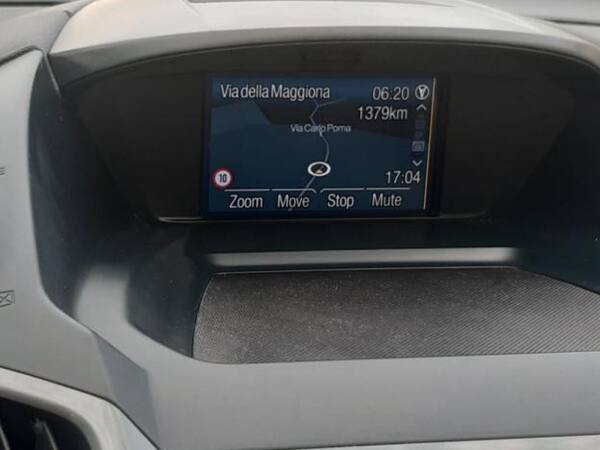 Via della Maggiona 06:20
1379km
Via Carlo Poma
10
17:04
Zoom Move Stop Mute